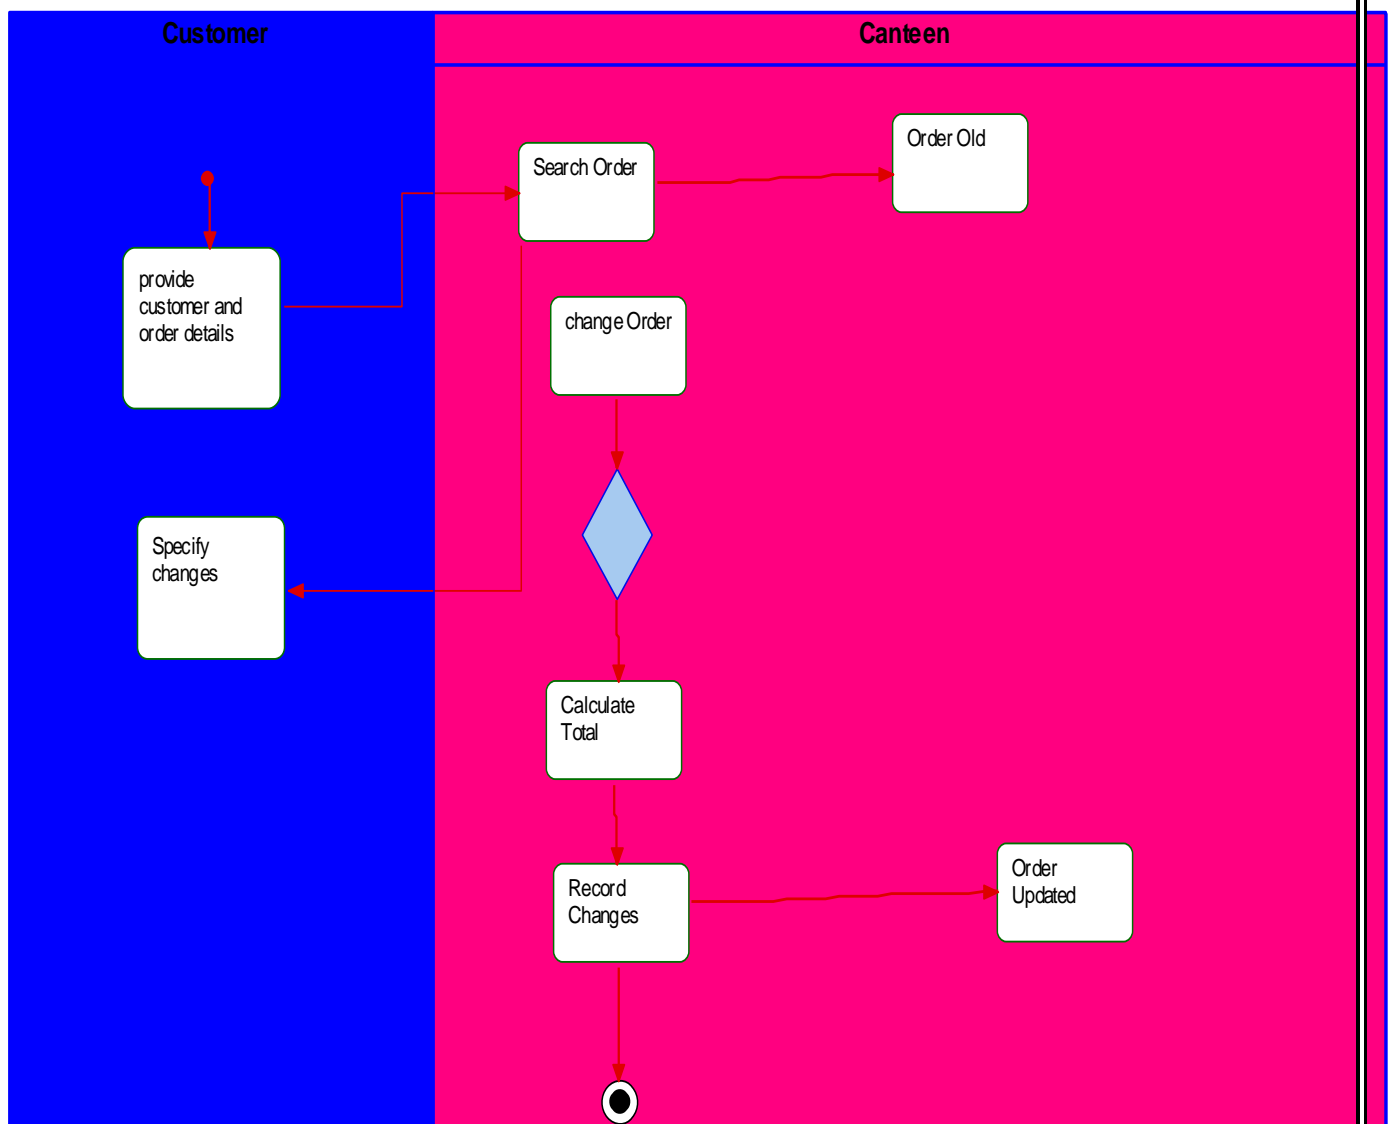 Customer
Canteen
Order Old
Search Order
provide
customer and
order details
change Order
Specify
changes
Calculate
Total
Record
Changes
Order
Updated